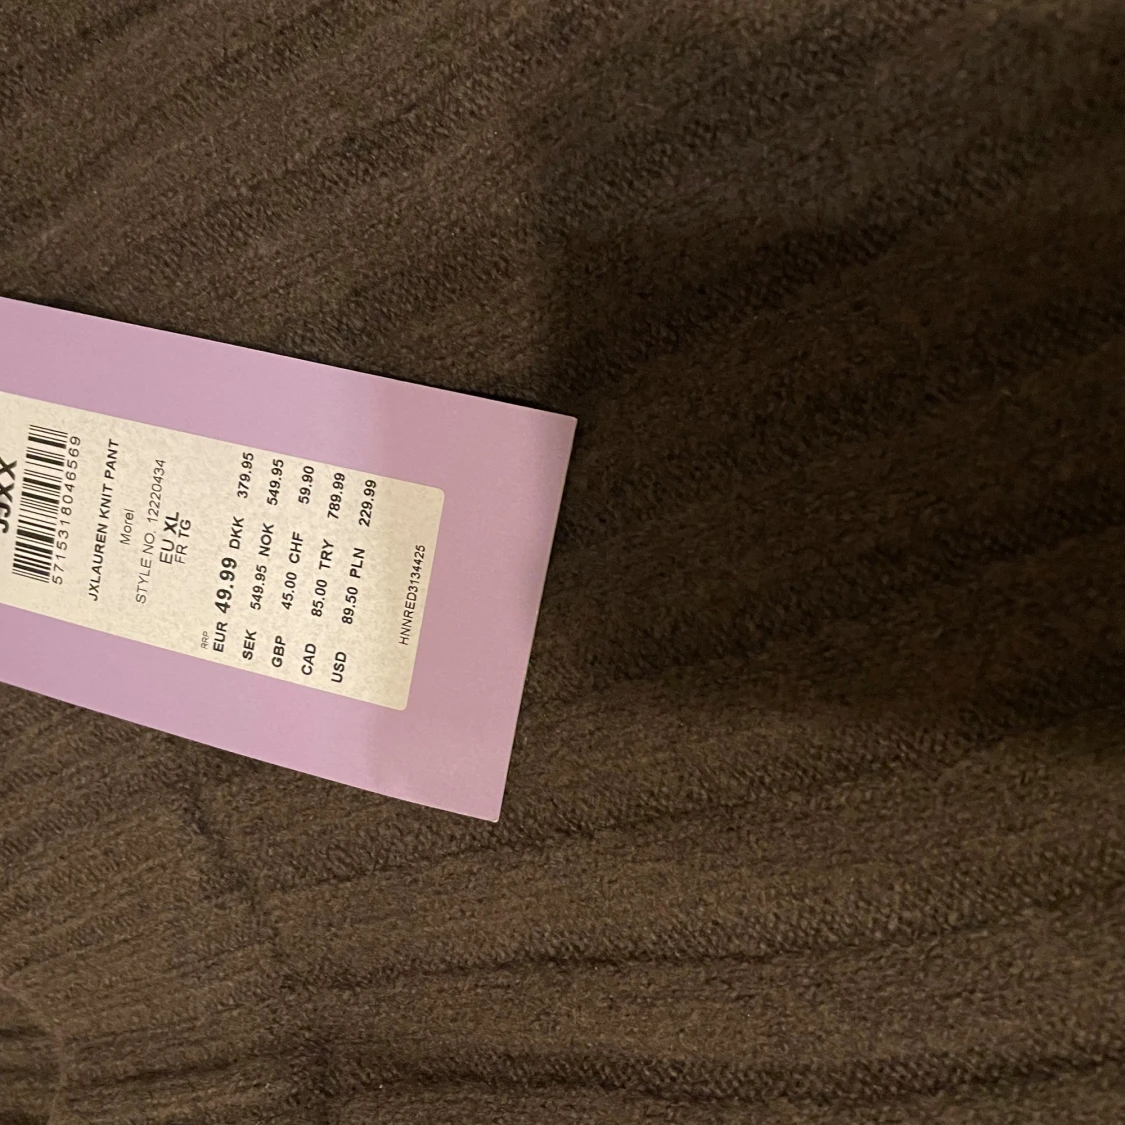 JJXX
5715318046569
JXLAUREN KNIT PANT
Morel
STYLE NO. 12220434
EU XL
FR TG
RRP
EUR 49.99 DKK 379.95
SEK 549.95 NOK 549.95
GBP 45.00 CHF 59.90
CAD 85.00 TRY 789.99
USD 89.50 PLN 229.99
HNNRED3134425